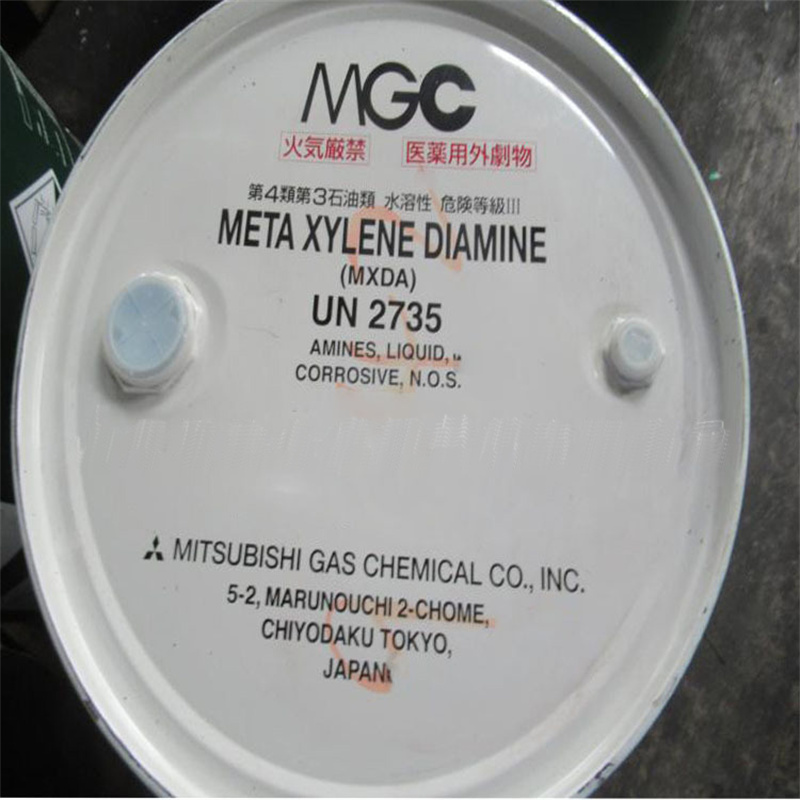 MGC
火気厳禁 医薬用外劇物
第4類第3石油類 水溶性 危険等級III
META XYLENE DIAMINE
(MXDA)
UN 2735
AMINES, LIQUID,
CORROSIVE, N.O.S.
MITSUBISHI GAS CHEMICAL CO., INC.
5-2, MARUNOUCHI 2-CHOME,
CHIYODAKU TOKYO,
JAPAN